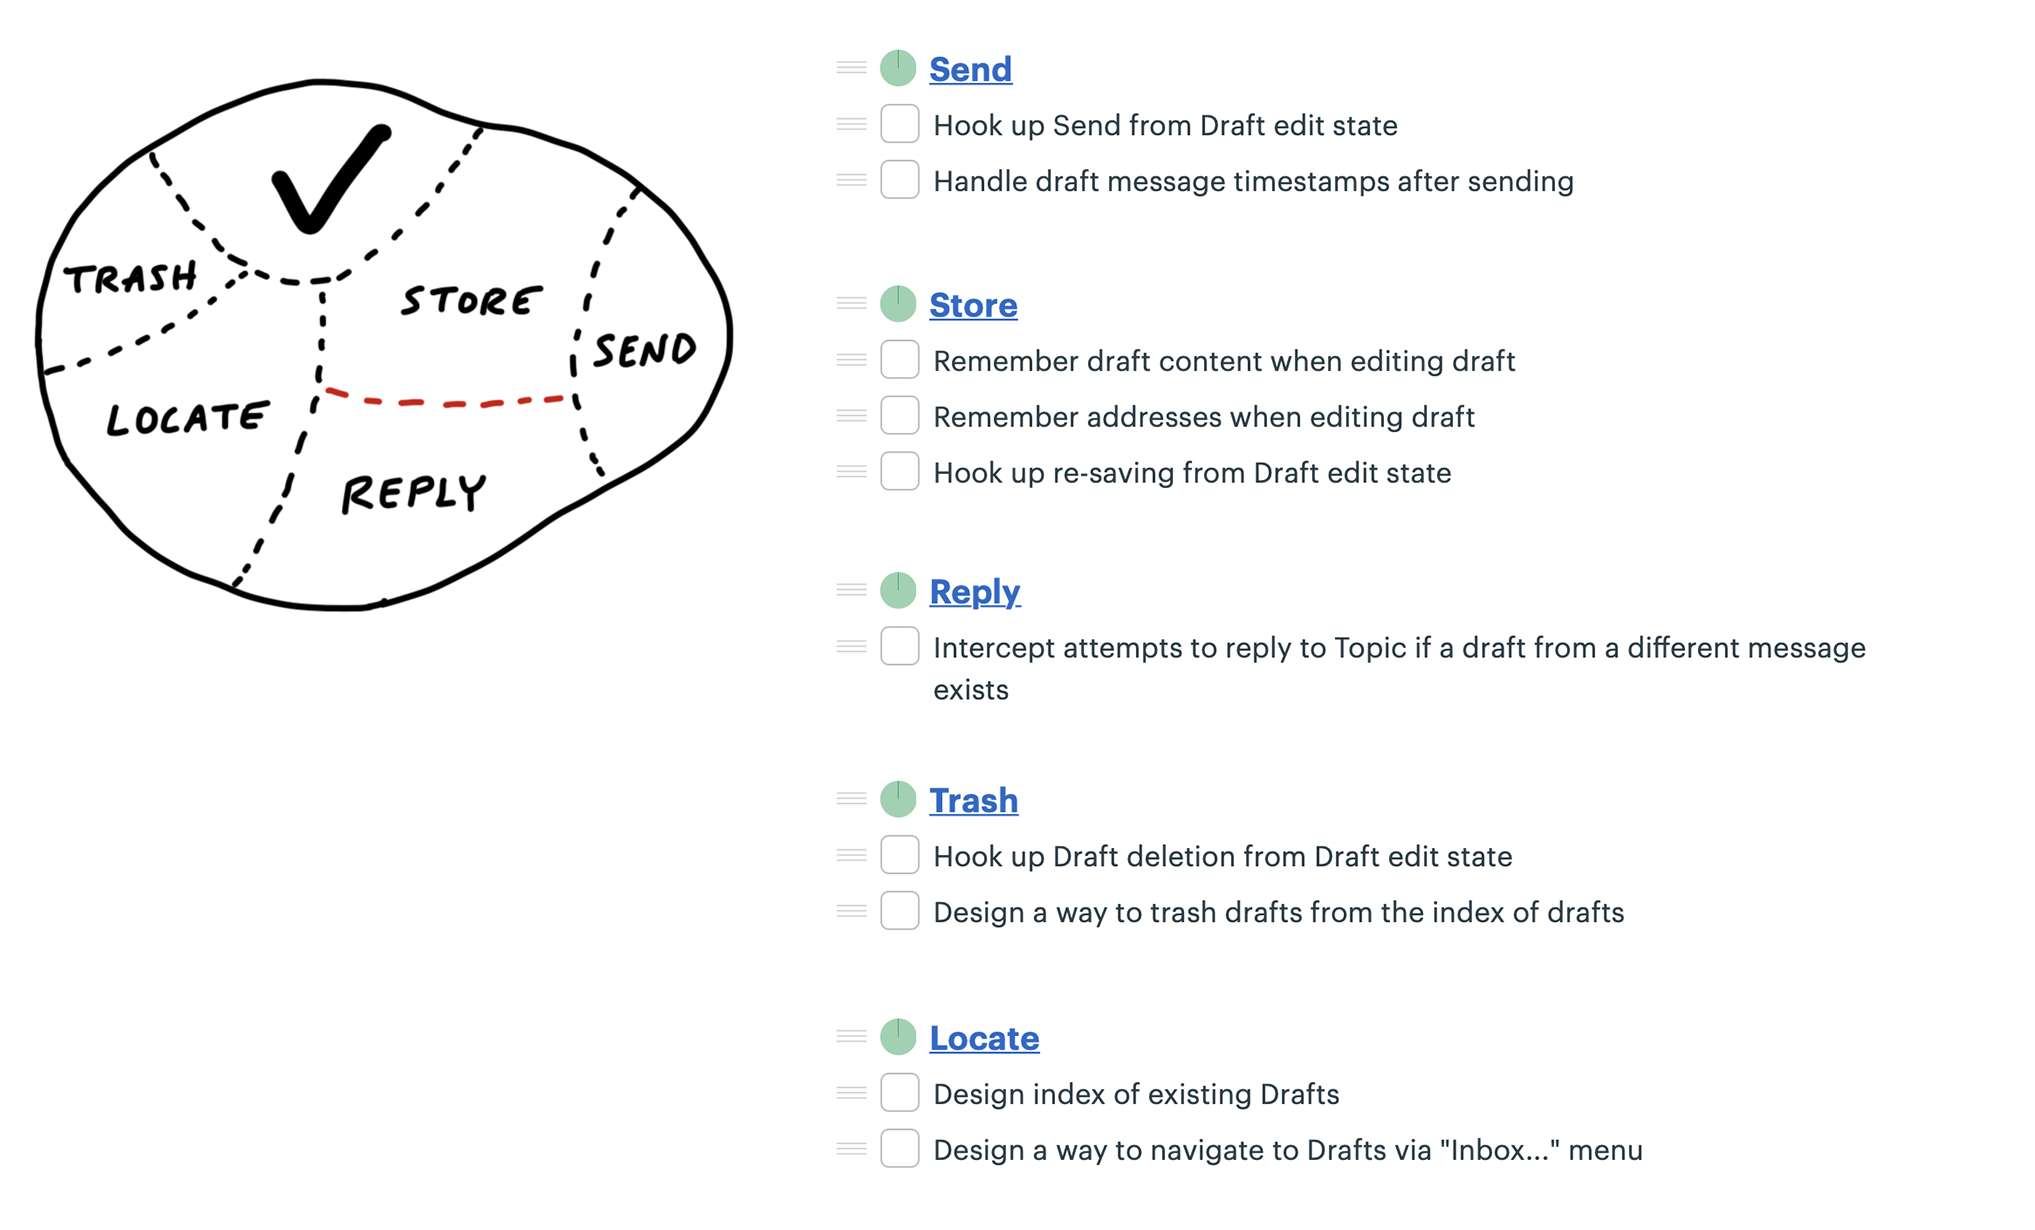 TRASH
STORE
SEND
LOCATE
REPLY
Send
Hook up Send from Draft edit state
Handle draft message timestamps after sending
Store
Remember draft content when editing draft
Remember addresses when editing draft
Hook up re-saving from Draft edit state
Reply
Intercept attempts to reply to Topic if a draft from a different message
exists
Trash
Hook up Draft deletion from Draft edit state
Design a way to trash drafts from the index of drafts
Locate
Design index of existing Drafts
Design a way to navigate to Drafts via "Inbox..." menu